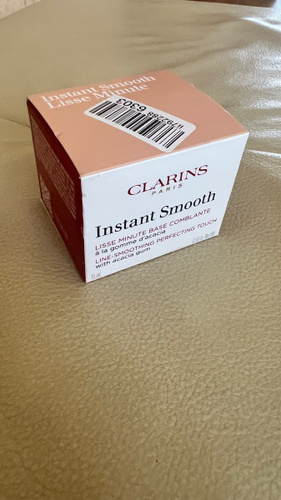 Instant Smooth
Lisse Minute
6303
CLARINS
PARIS
Instant Smooth
LISSE MINUTE BASE COMBLANTE
à la gomme d'acacia
LINE-SMOOTHING PERFECTING TOUCH
with acacia gum